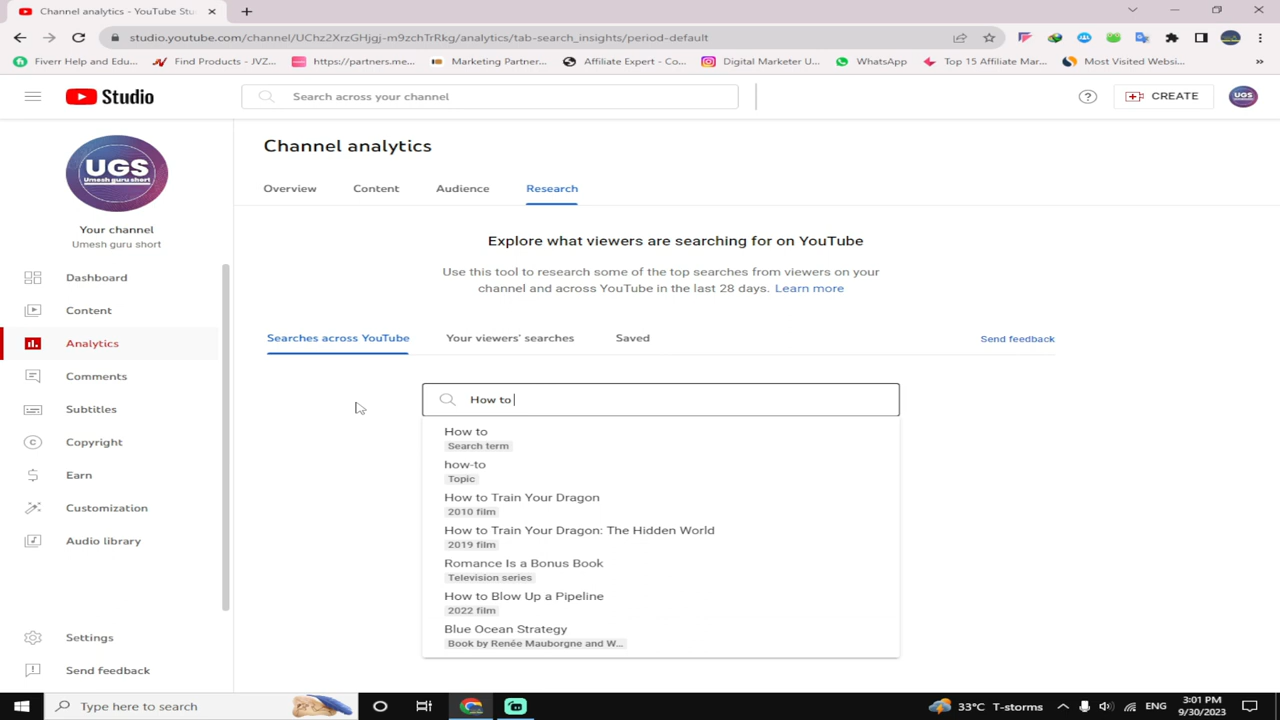 Channel analytics - YouTube Stu
studio.youtube.com/channel/UChz2XrzGHjgj-m9zchTrRkg/analytics/tab-search_insights/period-default
Fiverr Help and Edu... Find Products - JVZ... https://partners.me... Marketing Partner... Affiliate Expert - Co... Digital Marketer U... WhatsApp Top 15 Affiliate Mar... Most Visited Websi... »
Studio Search across your channel CREATE UGS
UGS
Umesh guru short
Your channel
Umesh guru short
Dashboard
Content
Analytics
Comments
Subtitles
Copyright
Earn
Customization
Audio library
Settings
Send feedback
Channel analytics
Overview Content Audience Research
Explore what viewers are searching for on YouTube
Use this tool to research some of the top searches from viewers on your
channel and across YouTube in the last 28 days. Learn more
Searches across YouTube Your viewers' searches Saved Send feedback
How to
How to
Search term
how-to
Topic
How to Train Your Dragon
2010 film
How to Train Your Dragon: The Hidden World
2019 film
Romance Is a Bonus Book
Television series
How to Blow Up a Pipeline
2022 film
Blue Ocean Strategy
Book by Renée Mauborgne and W...
Type here to search 33°C T-storms ENG 3:01 PM
9/30/2023